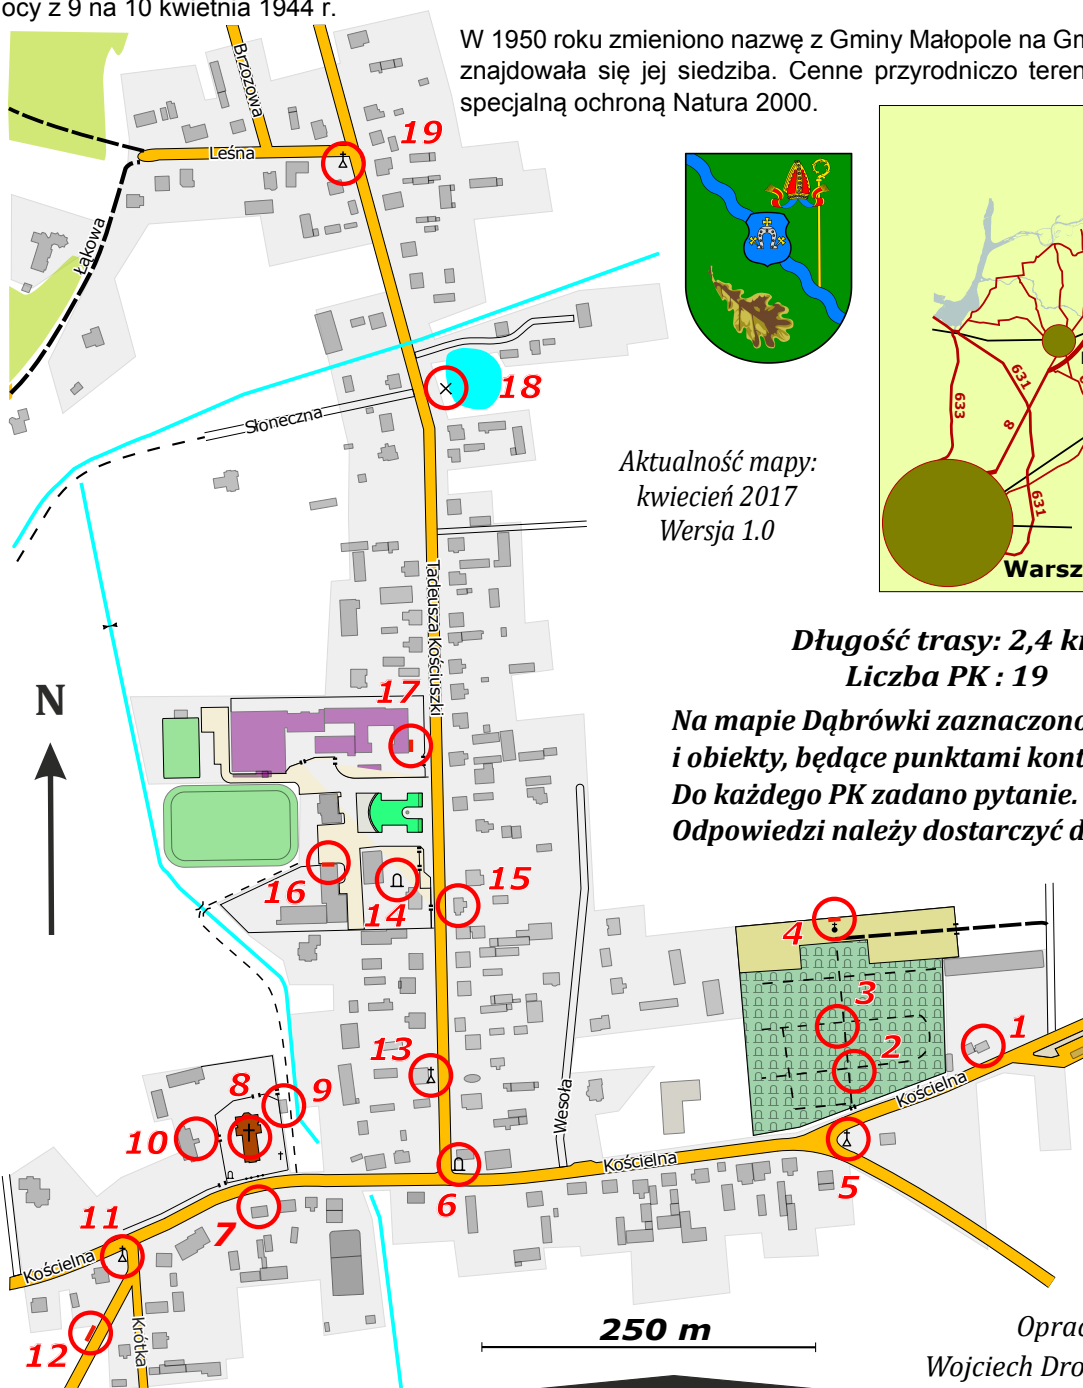 ocy z 9 na 10 kwietnia 1944 r.
W 1950 roku zmieniono nazwę z Gminy Małopole na Gm
znajdowała się jej siedziba. Cenne przyrodniczo teren
specjalną ochroną Natura 2000.
Brzozowa
19
Leśna
Łąkowa
18
Słoneczna
631
633
8
631
Warsz
Aktualność mapy:
kwiecień 2017
Wersja 1.0
Tadeusza Kościuszki
Długość trasy: 2,4 k
Liczba PK : 19
N
17
Na mapie Dąbrówki zaznaczono
i obiekty, będące punktami kont
Do każdego PK zadano pytanie.
Odpowiedzi należy dostarczyć d
16
14
15
4
3
1
2
13
8
9
Kościelna
Wesoła
10
Kościelna
5
6
7
11
Kościelna
Krótka
12
250 m
Oprac
Wojciech Dro